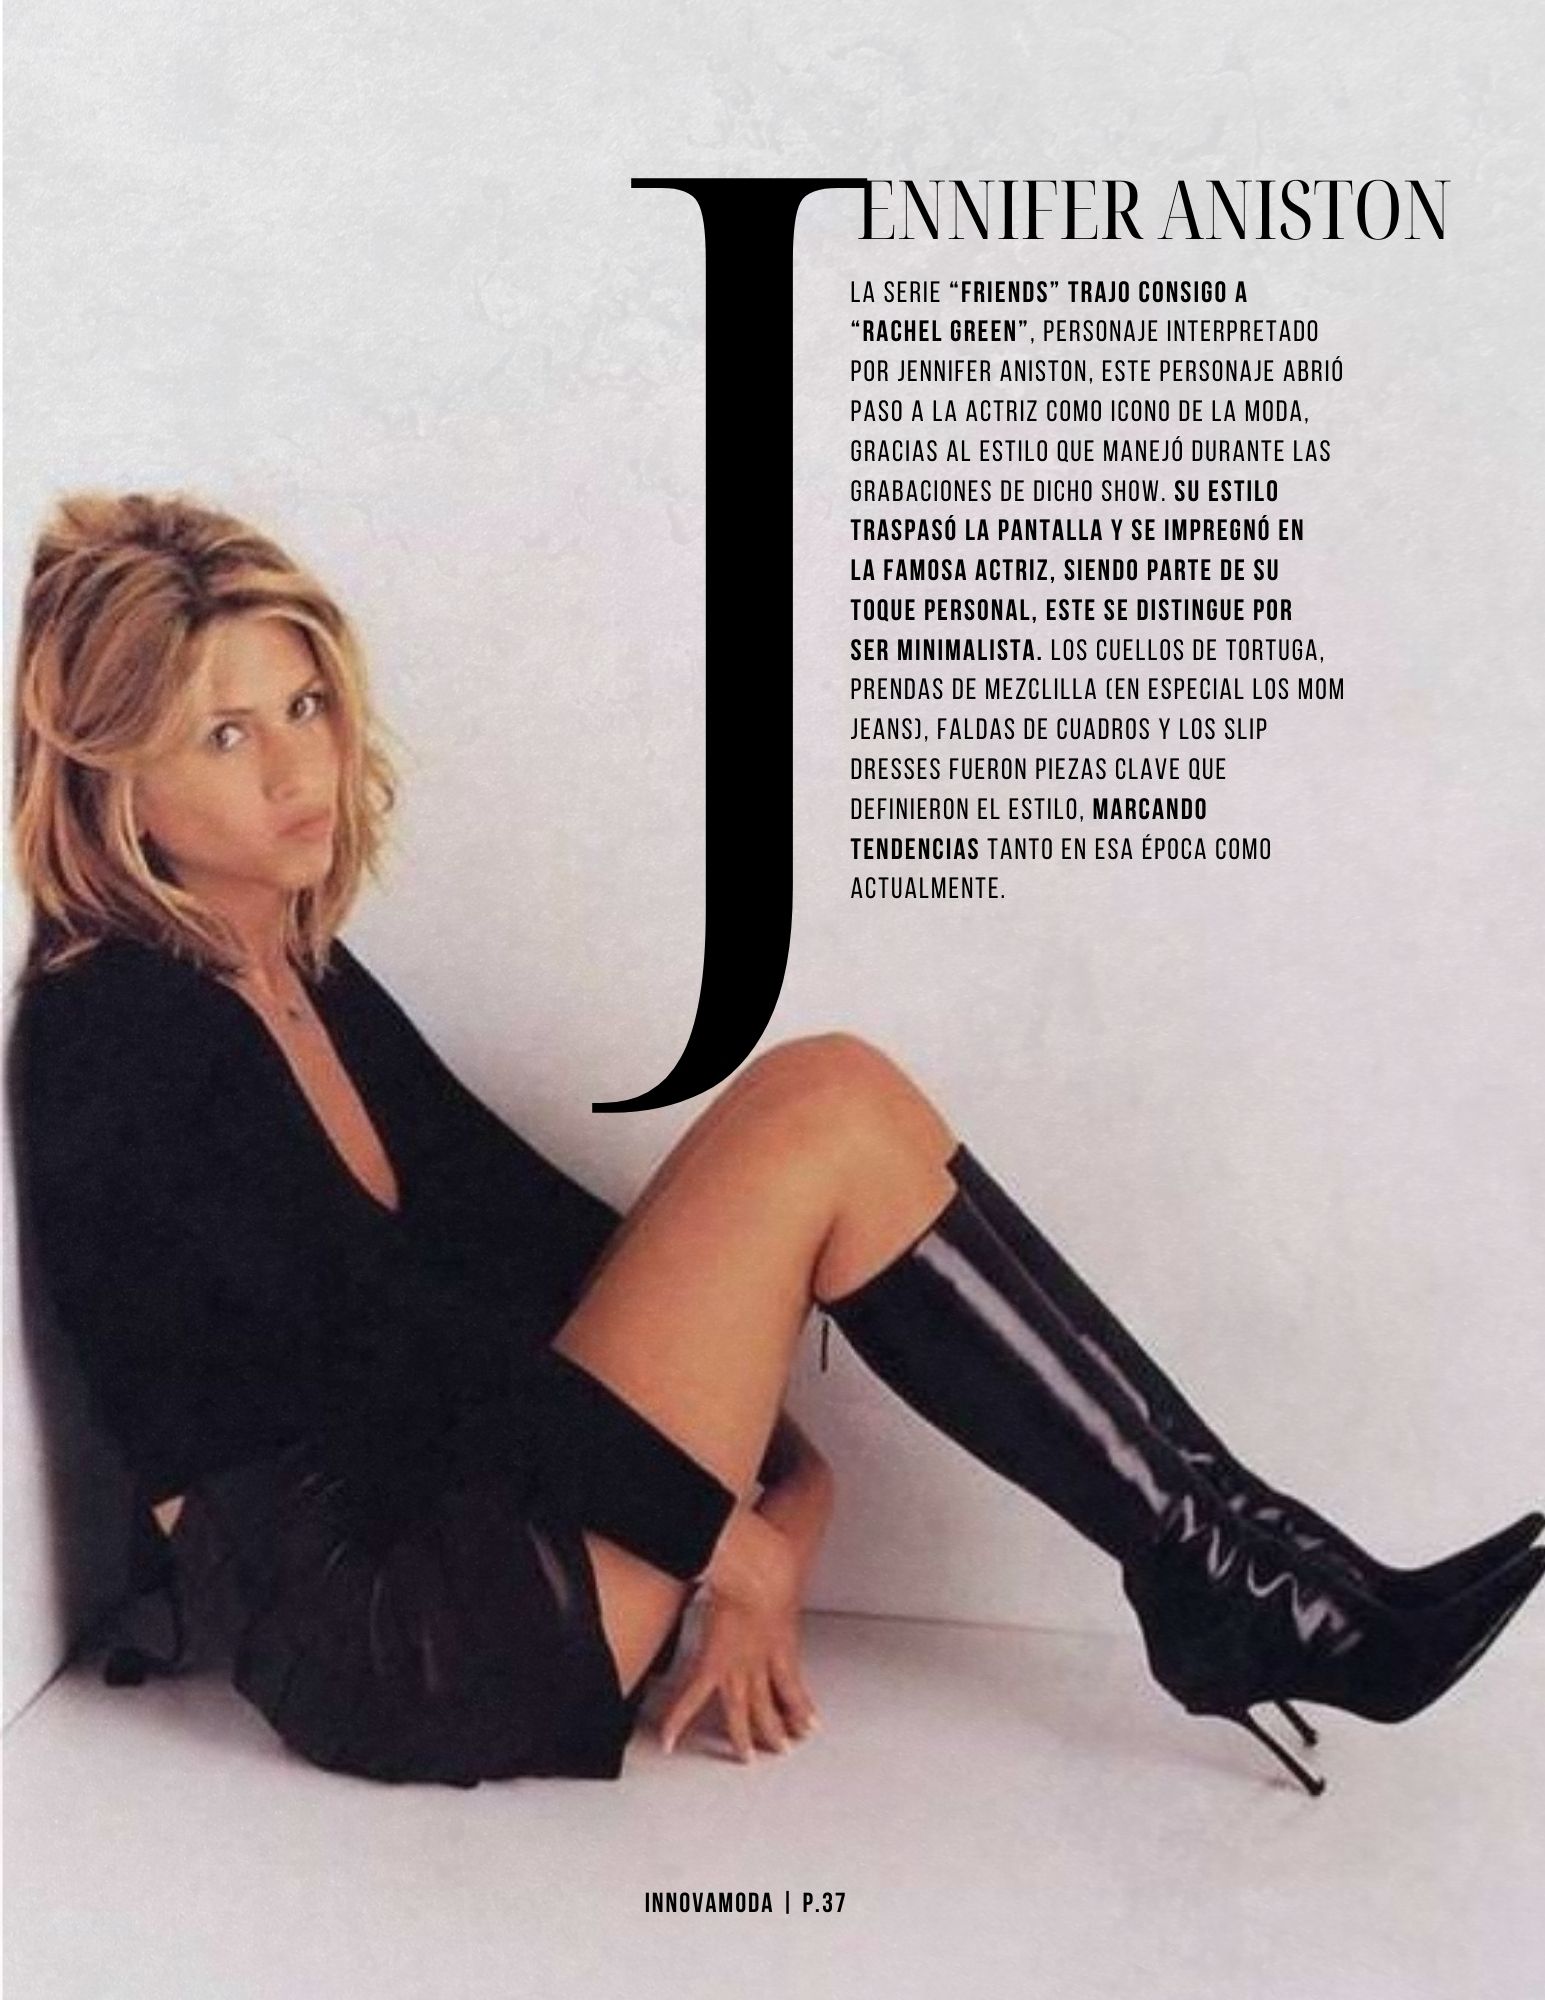 JENNIFER ANISTON
LA SERIE “FRIENDS” TRAJO CONSIGO A
“RACHEL GREEN”, PERSONAJE INTERPRETADO
POR JENNIFER ANISTON, ESTE PERSONAJE ABRIÓ
PASO A LA ACTRIZ COMO ICONO DE LA MODA,
GRACIAS AL ESTILO QUE MANEJÓ DURANTE LAS
GRABACIONES DE DICHO SHOW. SU ESTILO
TRASPASÓ LA PANTALLA Y SE IMPREGNÓ EN
LA FAMOSA ACTRIZ, SIENDO PARTE DE SU
TOQUE PERSONAL, ESTE SE DISTINGUE POR
SER MINIMALISTA. LOS CUELLOS DE TORTUGA,
PRENDAS DE MEZCLILLA (EN ESPECIAL LOS MOM
JEANS), FALDAS DE CUADROS Y LOS SLIP
DRESSES FUERON PIEZAS CLAVE QUE
DEFINIERON EL ESTILO, MARCANDO
TENDENCIAS TANTO EN ESA ÉPOCA COMO
ACTUALMENTE.
INNOVAMODA | P.37